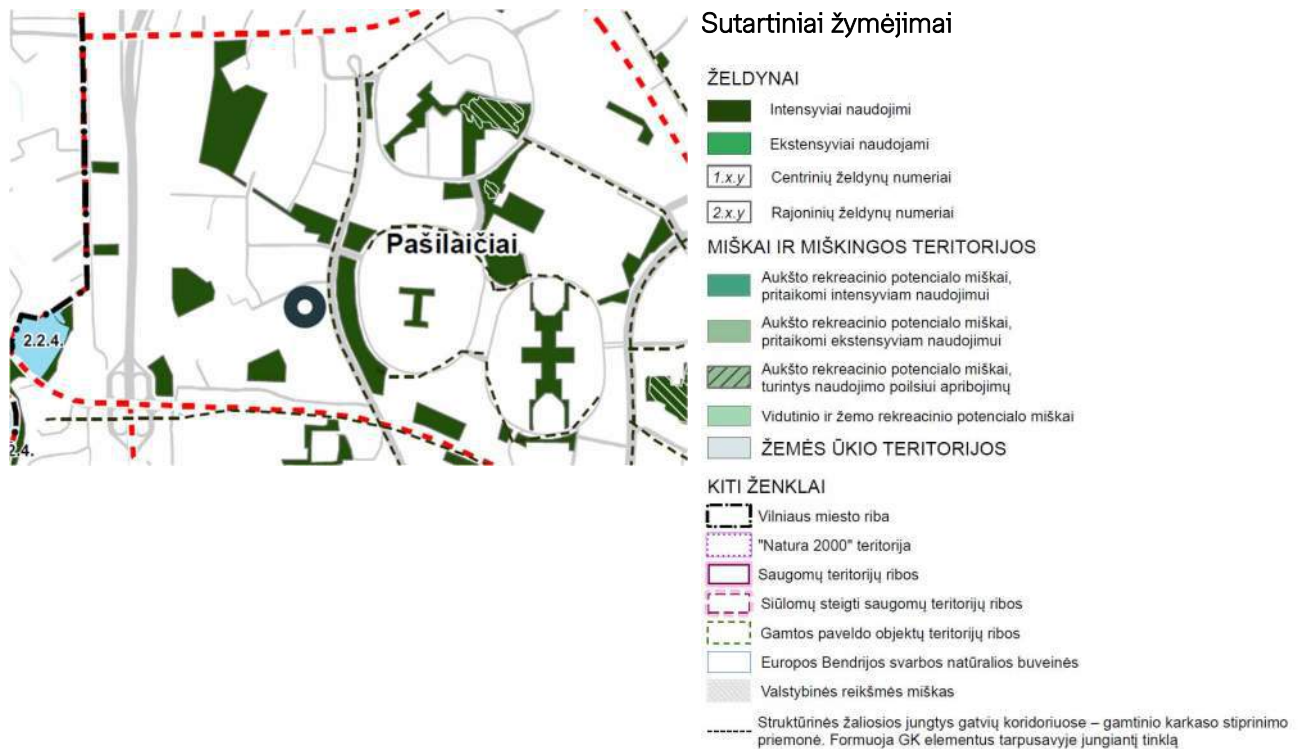 Pašilaičiai
2.2.4.
2.4.
Sutartiniai žymėjimai
ŽELDYNAI
Intensyviai naudojimi
Ekstensyviai naudojami
1.x.y Centrinių želdynų numeriai
2.x.y Rajoninių želdynų numeriai
MIŠKAI IR MIŠKINGOS TERITORIJOS
Aukšto rekreacinio potencialo miškai,
pritaikomi intensyviam naudojimui
Aukšto rekreacinio potencialo miškai,
pritaikomi ekstensyviam naudojimui
Aukšto rekreacinio potencialo miškai,
turintys naudojimo poilsiui apribojimų
Vidutinio ir žemo rekreacinio potencialo miškai
ŽEMĖS ŪKIO TERITORIJOS
KITI ŽENKLAI
Vilniaus miesto riba
"Natura 2000" teritorija
Saugomų teritorijų ribos
Siūlomų steigti saugomų teritorijų ribos
Gamtos paveldo objektų teritorijų ribos
Europos Bendrijos svarbos natūralios buveinės
Valstybinės reikšmės miškas
Struktūrinės žaliosios jungtys gatvių koridoriuose – gamtinio karkaso stiprinimo
priemonė. Formuoja GK elementus tarpusavyje jungiantį tinklą